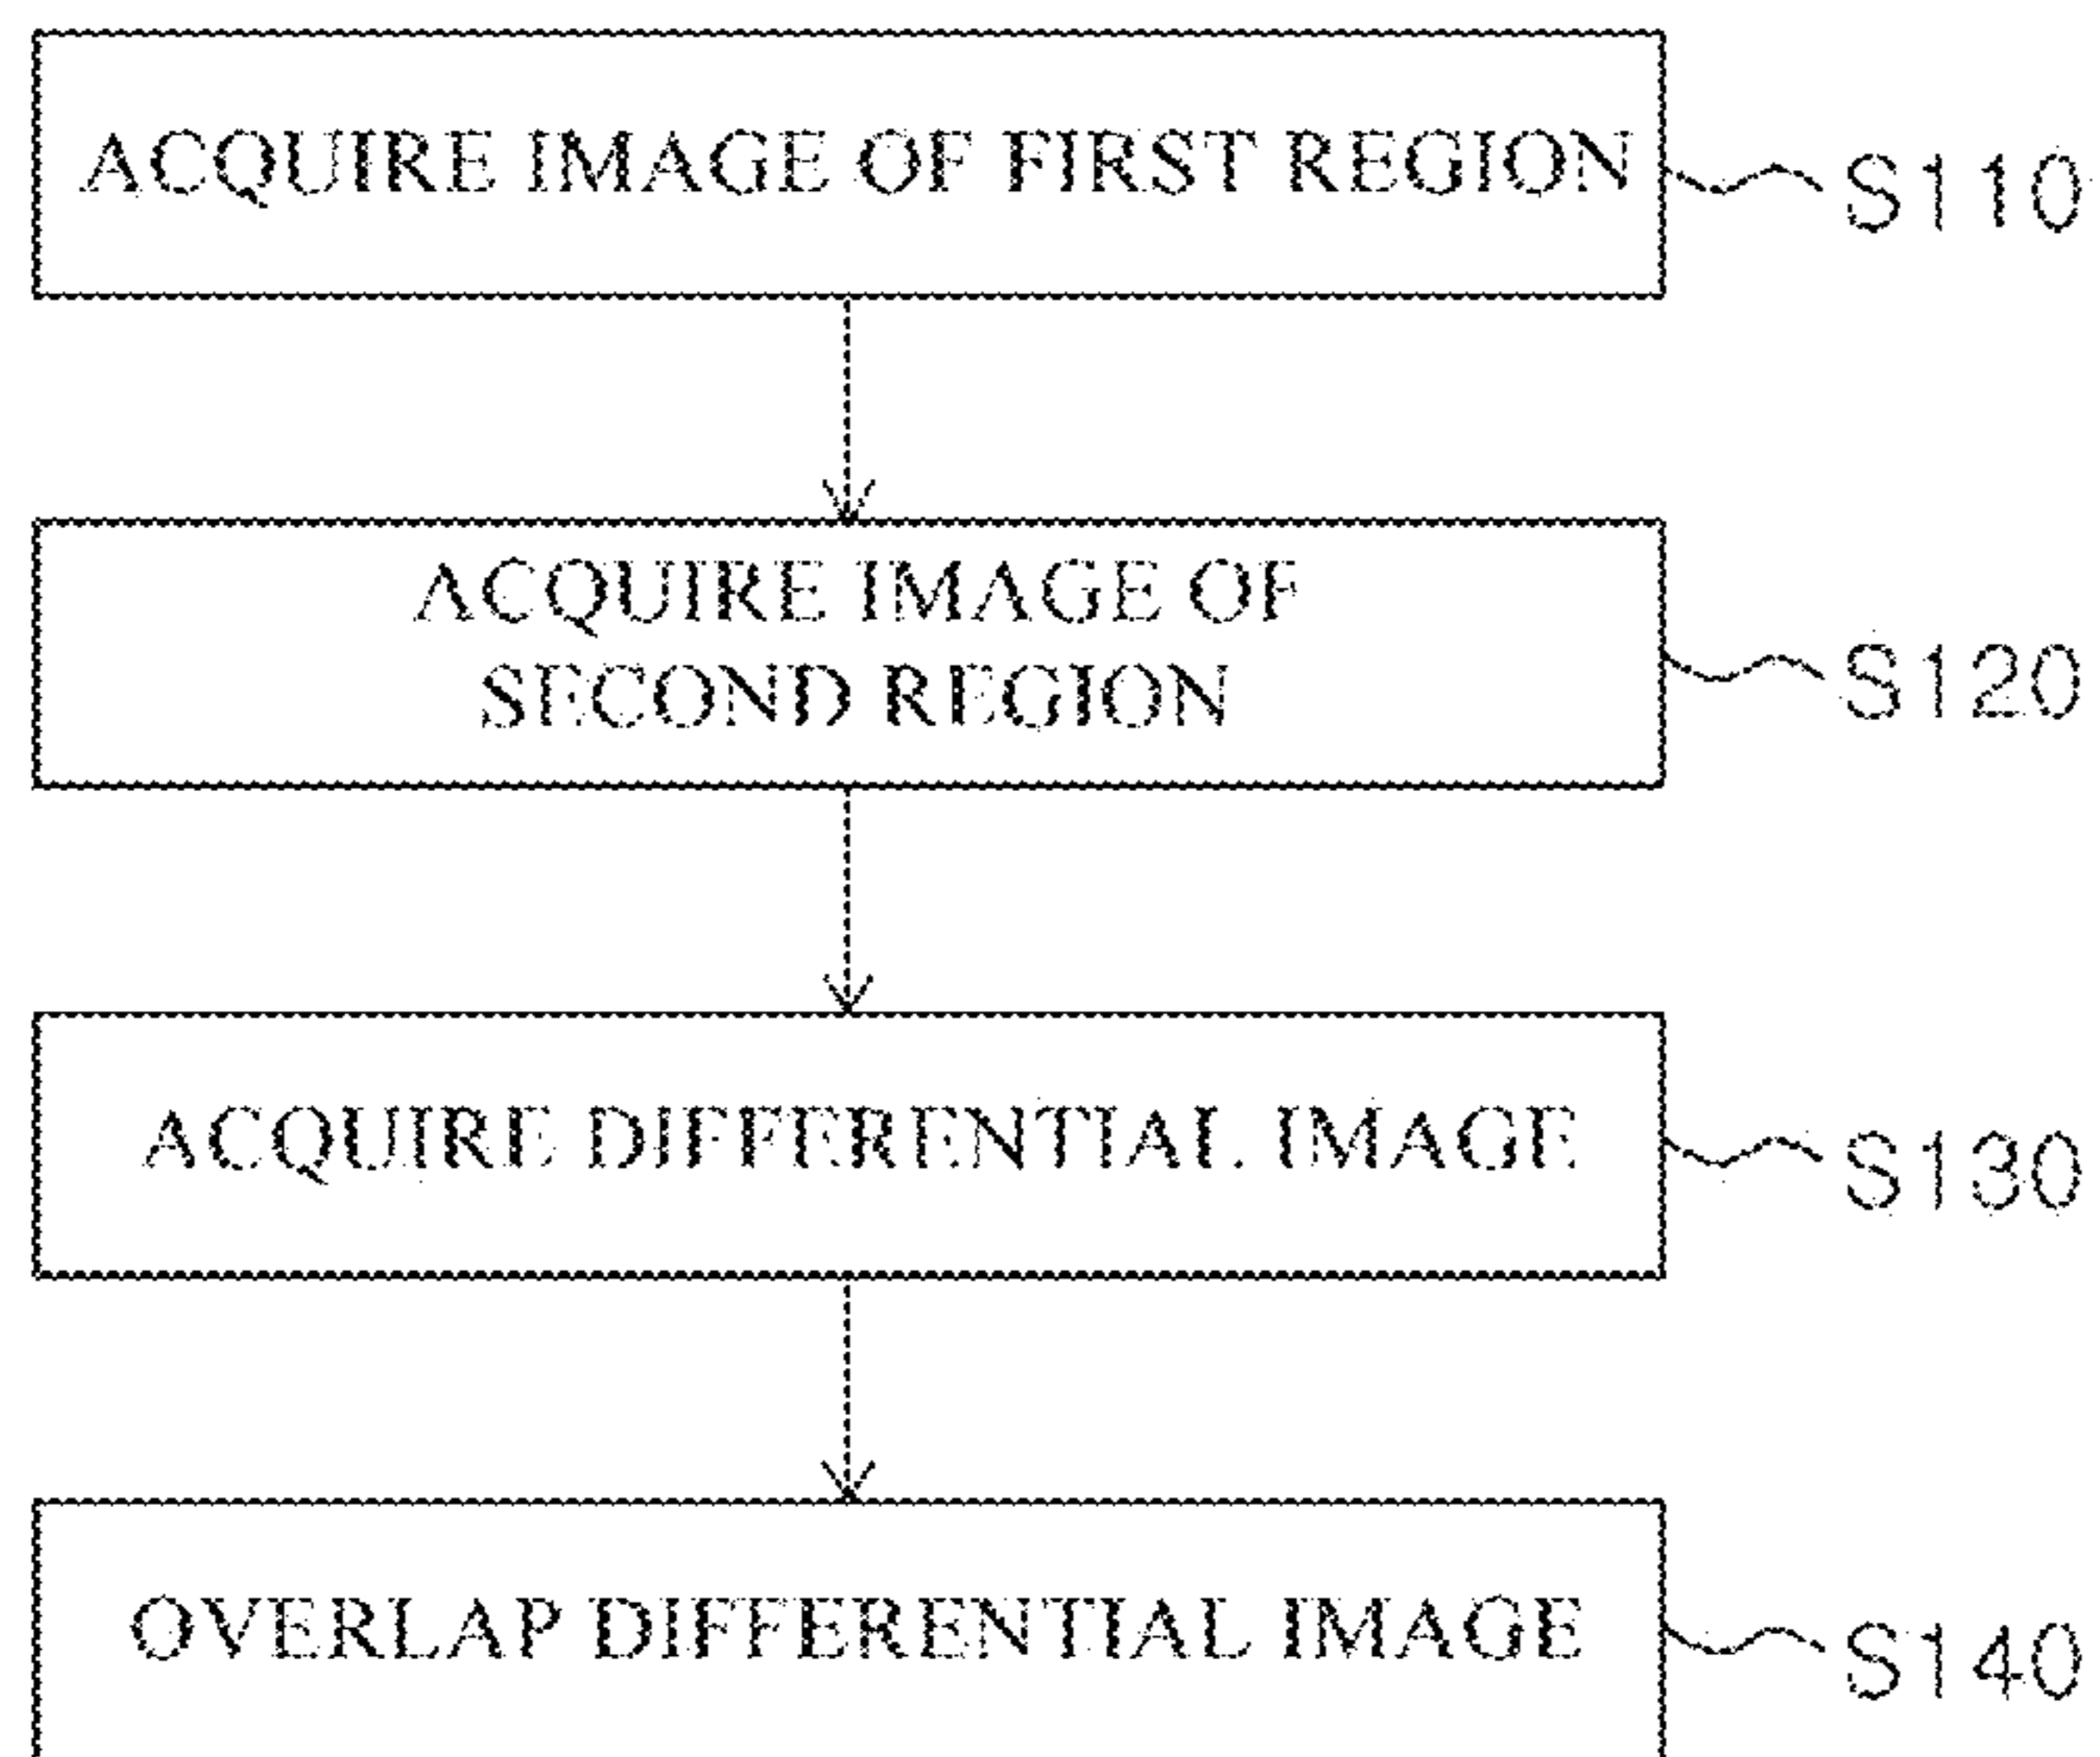 ACQUIRE IMAGE OF FIRST REGION
S110
ACQUIRE IMAGE OF
SECOND REGION
S120
ACQUIRE DIFFERENTIAL IMAGE
S130
OVERLAP DIFFERENTIAL IMAGE
S140